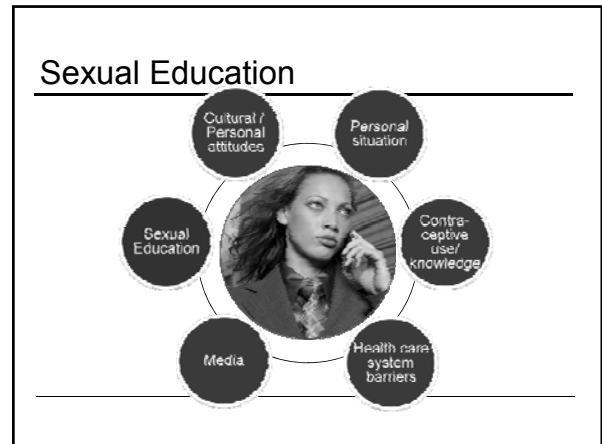 Sexual Education
Cultural /
Personal
attitudes
Personal
situation
Sexual
Education
Contra-
ceptive
use/
knowledge
Media
Health care
system
barriers